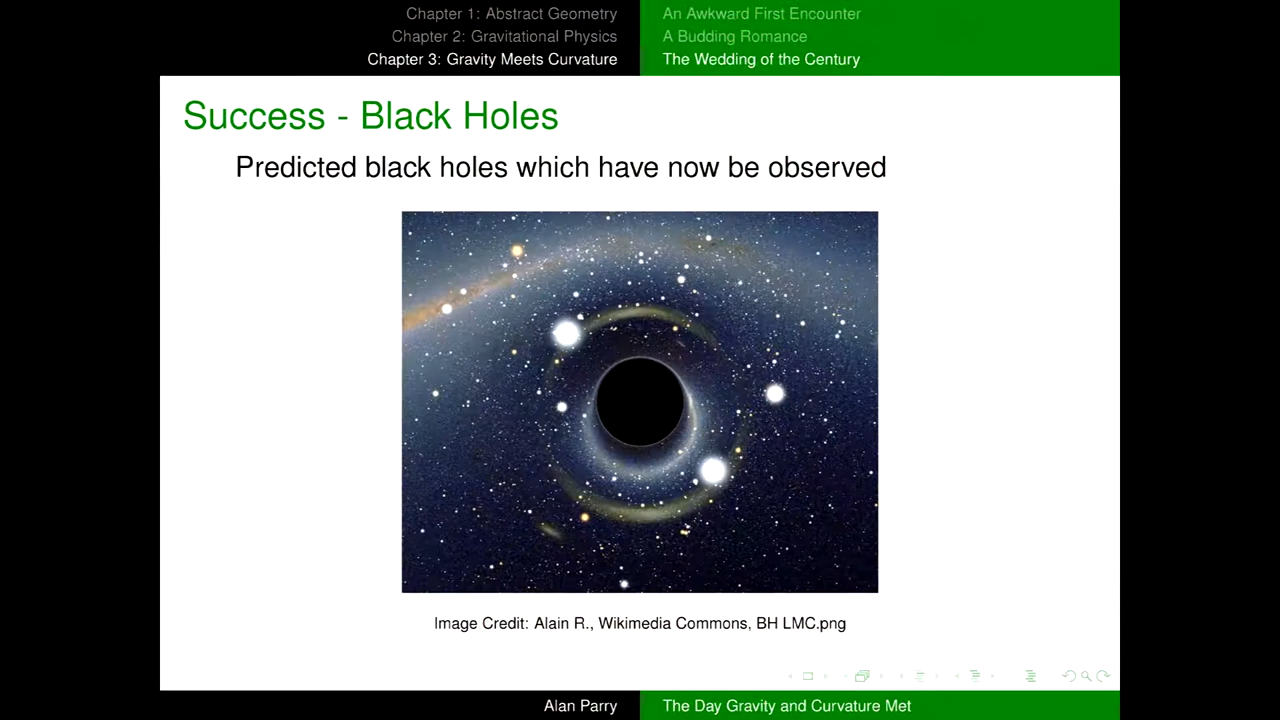 Chapter 1: Abstract Geometry
Chapter 2: Gravitational Physics
Chapter 3: Gravity Meets Curvature
An Awkward First Encounter
A Budding Romance
The Wedding of the Century
Success - Black Holes
Predicted black holes which have now be observed
Image Credit: Alain R., Wikimedia Commons, BH LMC.png
Alan Parry
The Day Gravity and Curvature Met